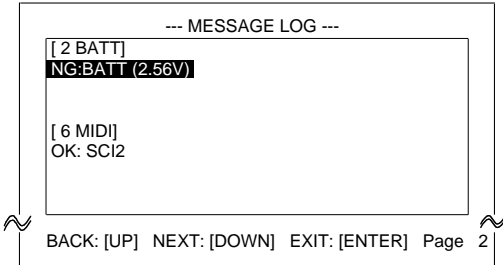 --- MESSAGE LOG ---
[ 2 BATT]
NG:BATT (2.56V)
[ 6 MIDI]
OK: SCI2
BACK: [UP] NEXT: [DOWN] EXIT: [ENTER] Page 2